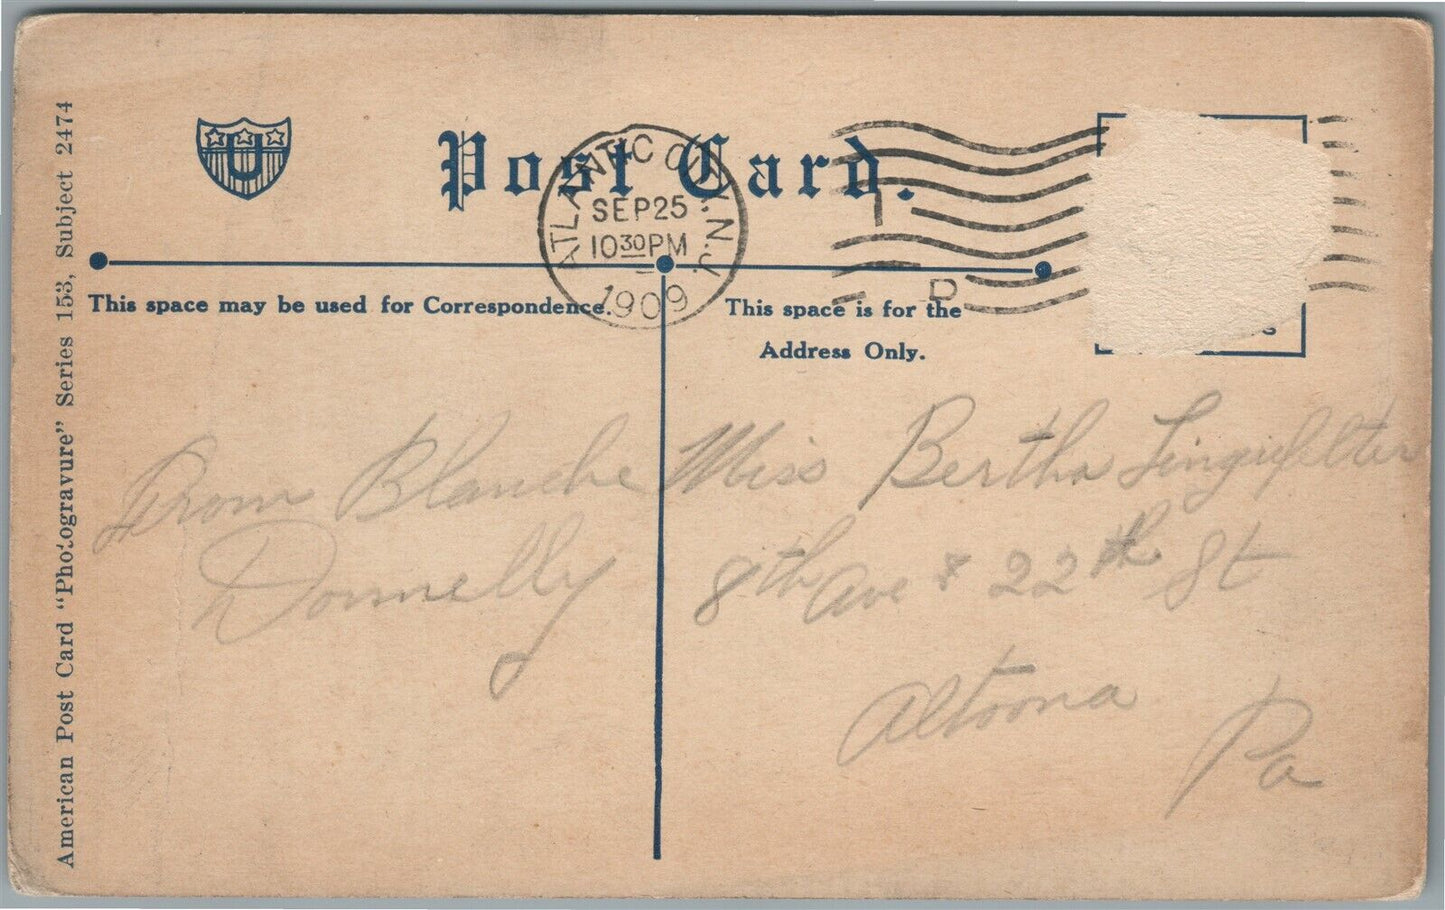 American Post Card "Photogravure" Series 153, Subject 2474
U
Post Card.
ATLANTIC CITY, N.J.
SEP 25
10 30 PM
1909
D
This space may be used for Correspondence.
This space is for the
Address Only.
From Blanche
Donnelly
Miss Bertha Lingafelter
8th Ave & 22th St
Altoona
Pa